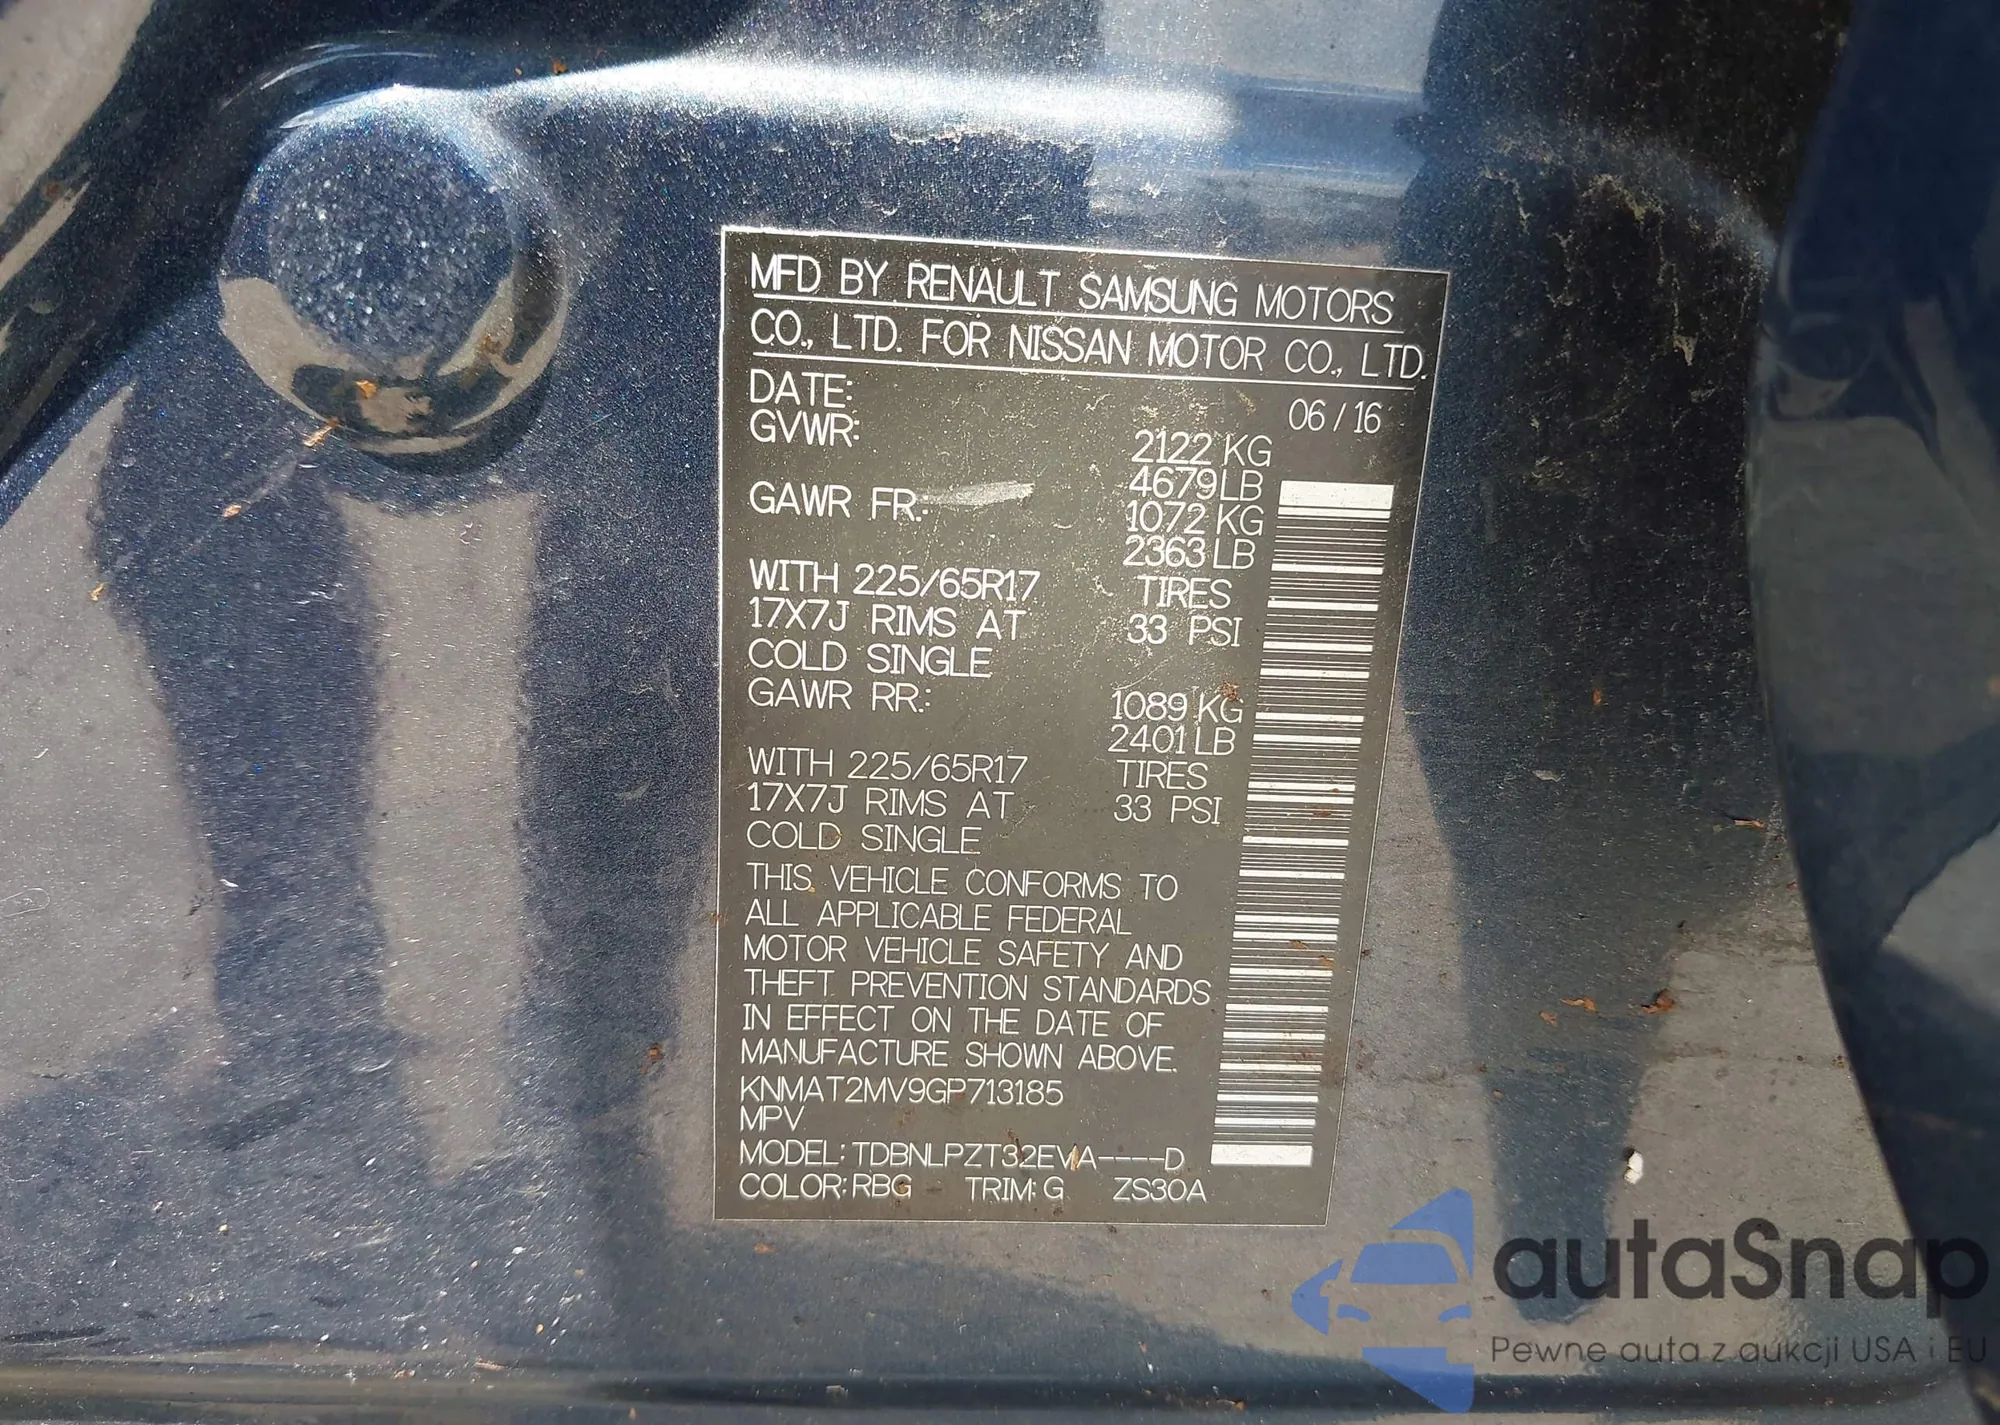 MFD BY RENAULT SAMSUNG MOTORS
CO., LTD. FOR NISSAN MOTOR CO., LTD.
DATE: 06 / 16
GVWR: 2122 KG
4679 LB
GAWR FR.: 1072 KG
2363 LB
WITH 225/65R17 TIRES
17X7J RIMS AT 33 PSI
COLD SINGLE
GAWR RR.: 1089 KG
2401 LB
WITH 225/65R17 TIRES
17X7J RIMS AT 33 PSI
COLD SINGLE
THIS VEHICLE CONFORMS TO
ALL APPLICABLE FEDERAL
MOTOR VEHICLE SAFETY AND
THEFT PREVENTION STANDARDS
IN EFFECT ON THE DATE OF
MANUFACTURE SHOWN ABOVE.
KNMAT2MV9GP713185
MPV
MODEL: TDBNLPZT32EWA----D
COLOR: RBG TRIM: G ZS30A
autaSnap
Pewne auta z aukcji USA i EU